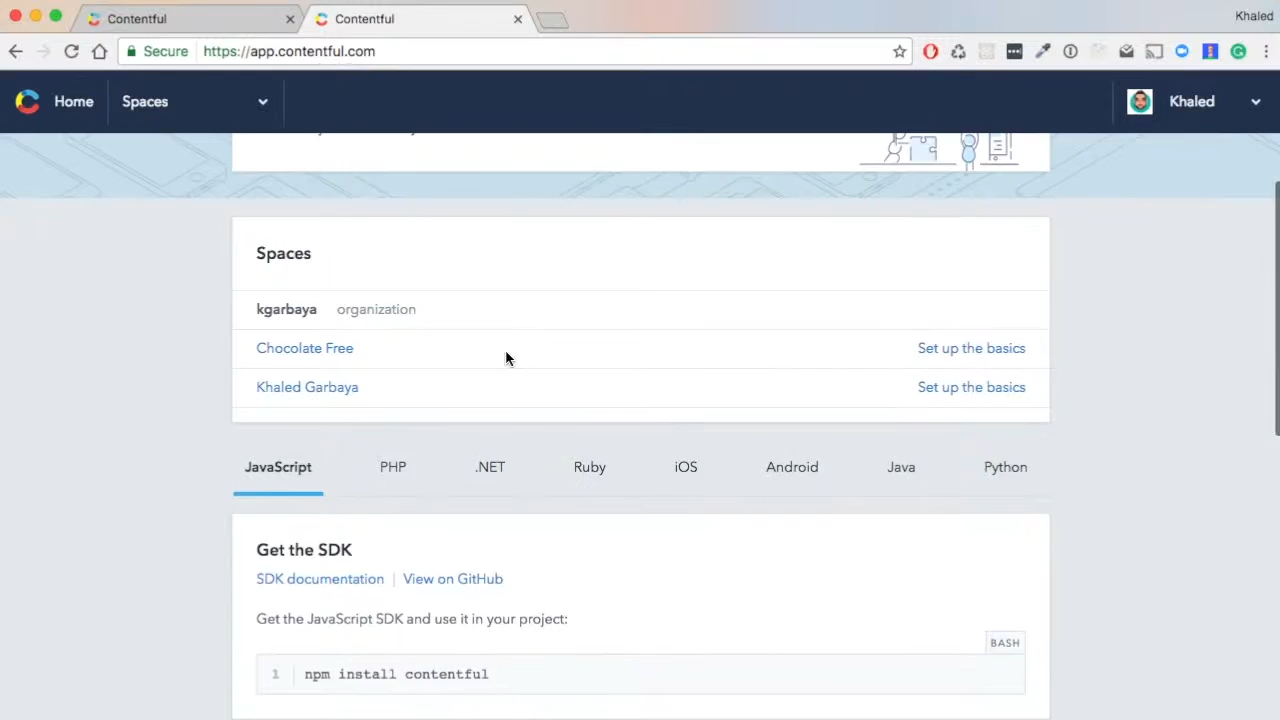 Contentful
Contentful
Khaled
Secure https://app.contentful.com
Home Spaces Khaled
Spaces
kgarbaya organization
Chocolate Free Set up the basics
Khaled Garbaya Set up the basics
JavaScript PHP .NET Ruby iOS Android Java Python
Get the SDK
SDK documentation | View on GitHub
Get the JavaScript SDK and use it in your project:
BASH
1 npm install contentful